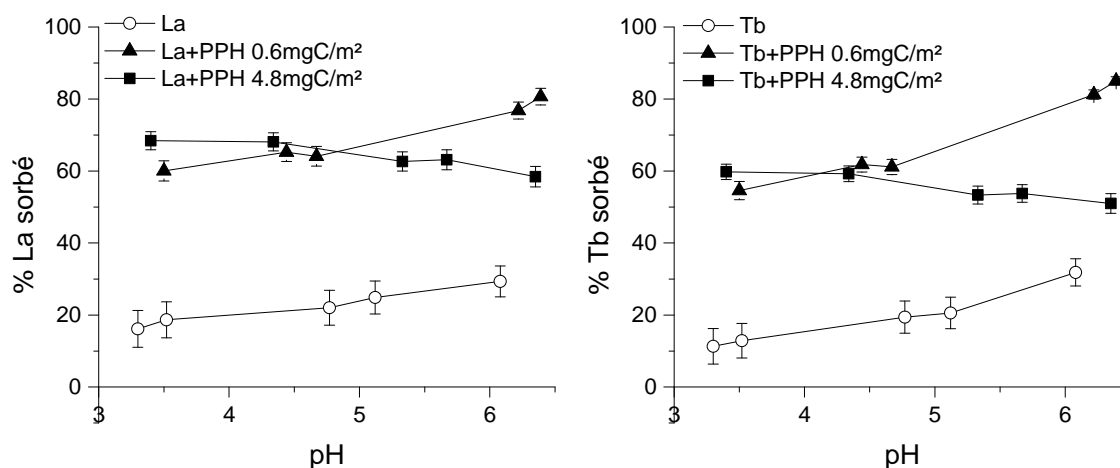 La
La+PPH 0.6mgC/m²
La+PPH 4.8mgC/m²
100
80
60
40
20
0
% La sorbé
3
4
5
6
pH
Tb
Tb+PPH 0.6mgC/m²
Tb+PPH 4.8mgC/m²
100
80
60
40
20
0
% Tb sorbé
3
4
5
6
pH